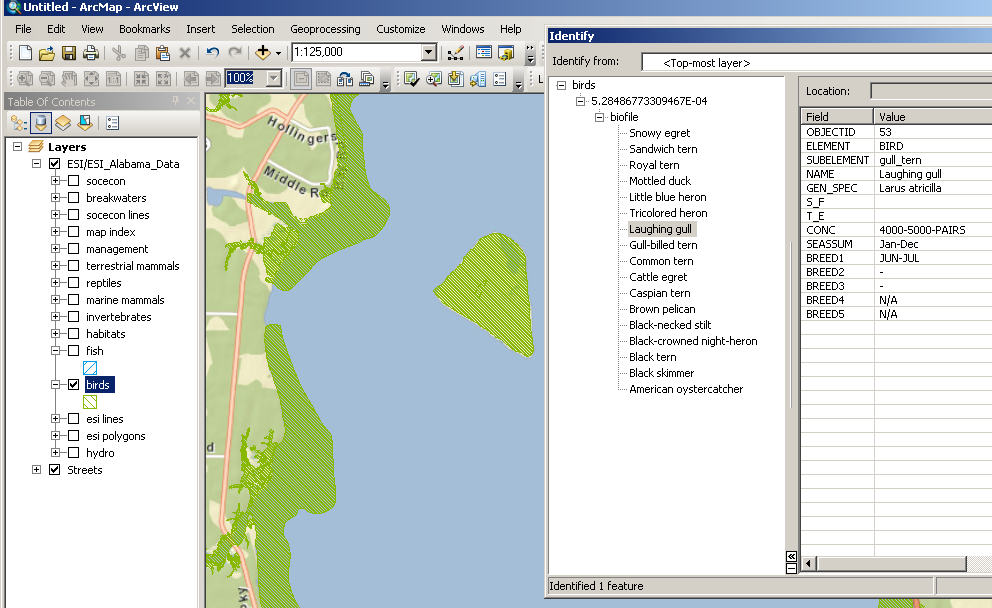 Untitled - ArcMap - ArcView
File Edit View Bookmarks Insert Selection Geoprocessing Customize Windows Help
1:125,000
100%
Table Of Contents
Layers
ESI/ESI_Alabama_Data
socecon
breakwaters
socecon lines
map index
management
terrestrial mammals
reptiles
marine mammals
invertebrates
habitats
fish
birds
esi lines
esi polygons
hydro
Streets
Hollingers
Middle R
d
ky
Identify
Identify from: <Top-most layer>
birds
5.28486773309467E-04
biofile
Snowy egret
Sandwich tern
Royal tern
Mottled duck
Little blue heron
Tricolored heron
Laughing gull
Gull-billed tern
Common tern
Cattle egret
Caspian tern
Brown pelican
Black-necked stilt
Black-crowned night-heron
Black tern
Black skimmer
American oystercatcher
Location:
Field Value
OBJECTID 53
ELEMENT BIRD
SUBELEMENT gull_tern
NAME Laughing gull
GEN_SPEC Larus atricilla
S_F
T_E
CONC 4000-5000-PAIRS
SEASSUM Jan-Dec
BREED1 JUN-JUL
BREED2 -
BREED3 -
BREED4 N/A
BREED5 N/A
Identified 1 feature